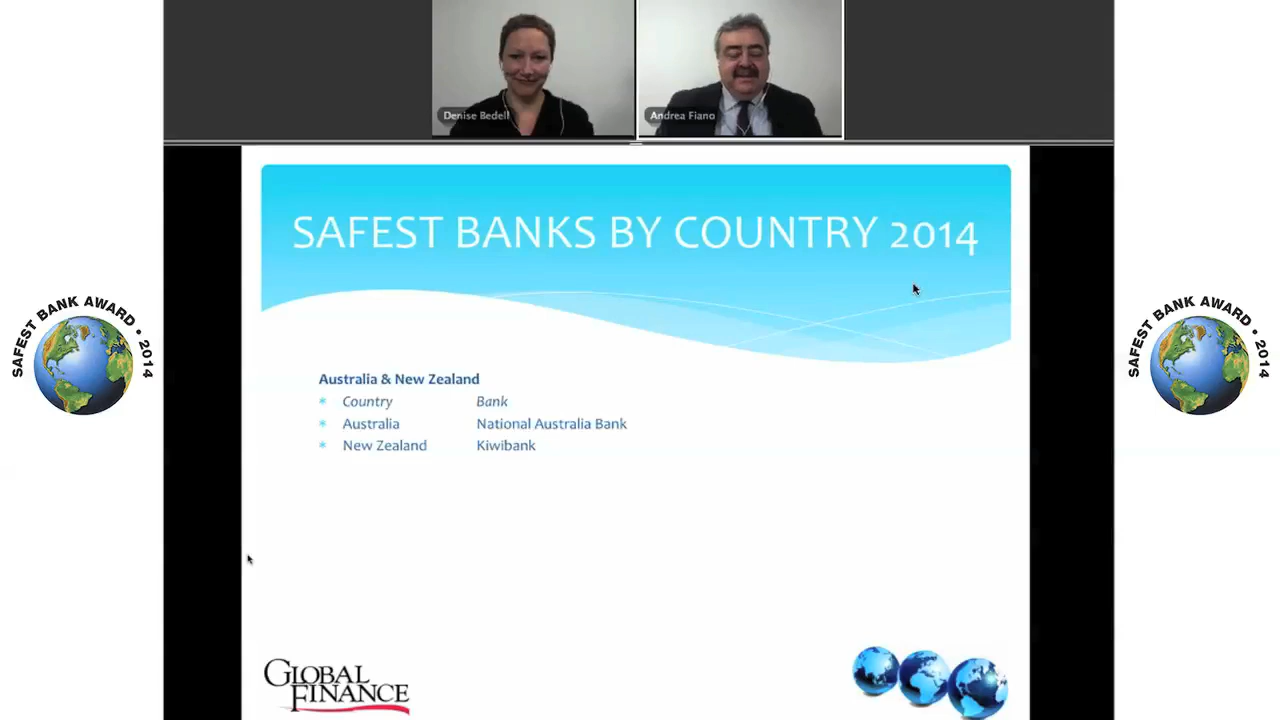 Denise Bedell
Andrea Fiano
SAFEST BANKS BY COUNTRY 2014
SAFEST BANK AWARD • 2014
SAFEST BANK AWARD • 2014
Australia & New Zealand
* Country Bank
* Australia National Australia Bank
* New Zealand Kiwibank
GLOBAL
FINANCE